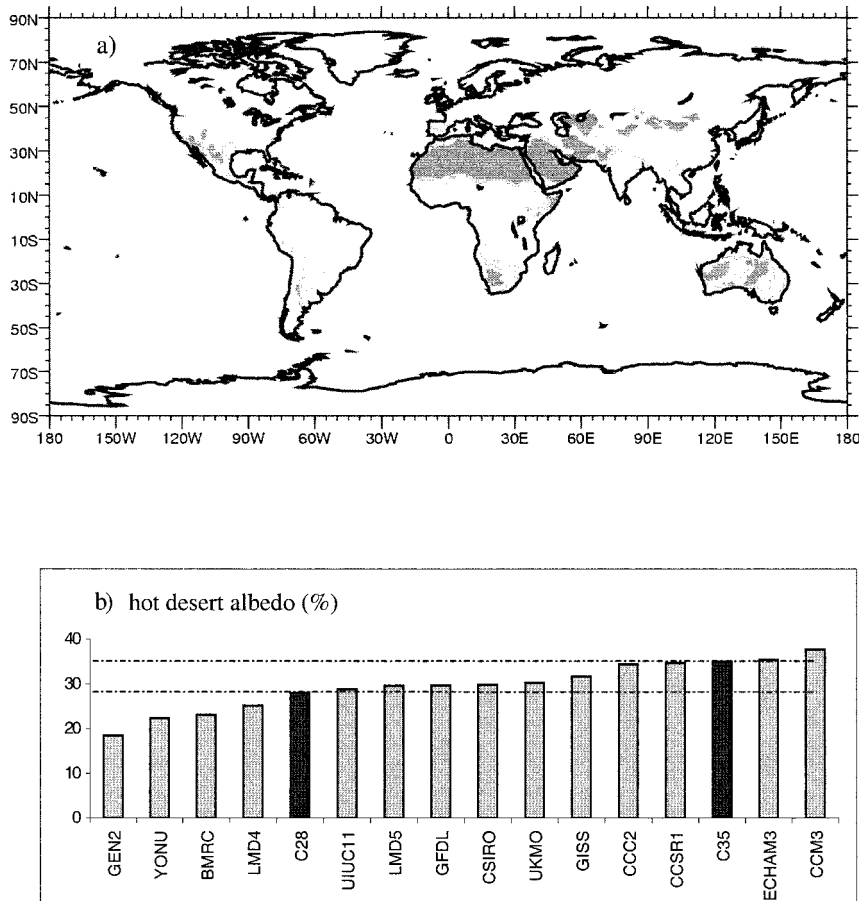 a)
90N
70N
50N
30N
10N
10S
30S
50S
70S
90S
180 150W 120W 90W 60W 30W 0 30E 60E 90E 120E 150E 180
b) hot desert albedo (%)
40
30
20
10
0
GEN2 YONU BMRC LMD4 C28 UIUC11 LMD5 GFDL CSIRO UKMO GISS CCC2 CCSR1 C35 ECHAM3 CCM3